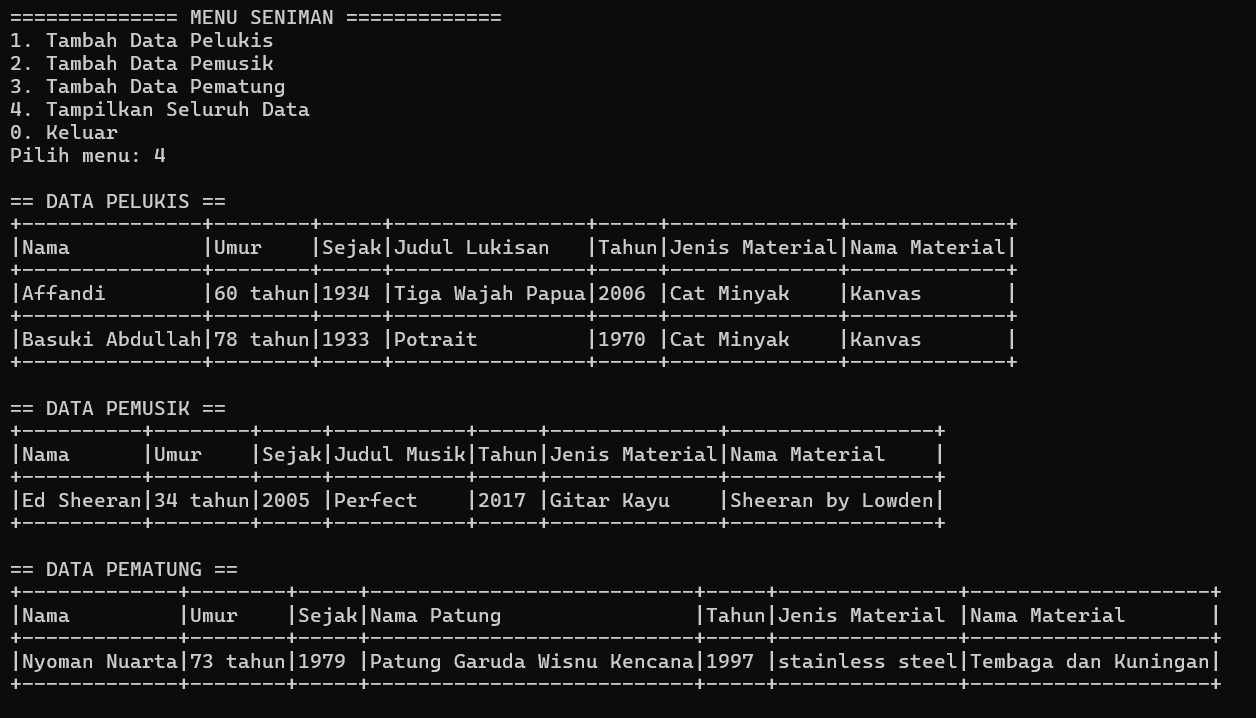 ============== MENU SENIMAN =============
1. Tambah Data Pelukis
2. Tambah Data Pemusik
3. Tambah Data Pematung
4. Tampilkan Seluruh Data
0. Keluar
Pilih menu: 4

== DATA PELUKIS ==
+---------------+--------+-----+----------------+-----+--------------+-------------+
|Nama           |Umur    |Sejak|Judul Lukisan   |Tahun|Jenis Material|Nama Material|
+---------------+--------+-----+----------------+-----+--------------+-------------+
|Affandi        |60 tahun|1934 |Tiga Wajah Papua|2006 |Cat Minyak    |Kanvas       |
+---------------+--------+-----+----------------+-----+--------------+-------------+
|Basuki Abdullah|78 tahun|1933 |Potrait         |1970 |Cat Minyak    |Kanvas       |
+---------------+--------+-----+----------------+-----+--------------+-------------+

== DATA PEMUSIK ==
+----------+--------+-----+-----------+-----+--------------+-----------------+
|Nama      |Umur    |Sejak|Judul Musik|Tahun|Jenis Material|Nama Material    |
+----------+--------+-----+-----------+-----+--------------+-----------------+
|Ed Sheeran|34 tahun|2005 |Perfect    |2017 |Gitar Kayu    |Sheeran by Lowden|
+----------+--------+-----+-----------+-----+--------------+-----------------+

== DATA PEMATUNG ==
+-------------+--------+-----+---------------------------+-----+---------------+--------------------+
|Nama         |Umur    |Sejak|Nama Patung                |Tahun|Jenis Material |Nama Material       |
+-------------+--------+-----+---------------------------+-----+---------------+--------------------+
|Nyoman Nuarta|73 tahun|1979 |Patung Garuda Wisnu Kencana|1997 |stainless steel|Tembaga dan Kuningan|
+-------------+--------+-----+---------------------------+-----+---------------+--------------------+